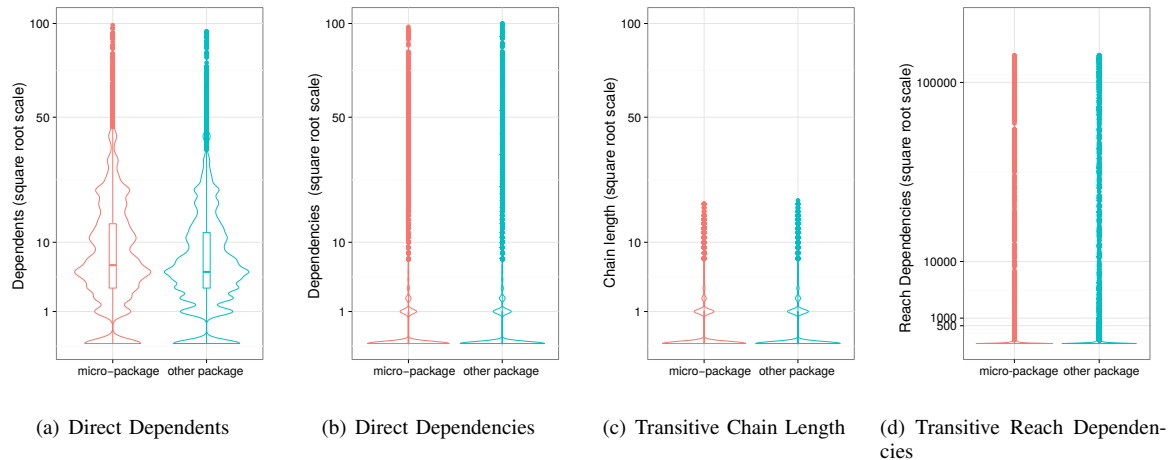 Dependents (square root scale)
100
50
10
1
micro−package other package
(a) Direct Dependents
Dependencies (square root scale)
100
50
10
1
micro−package other package
(b) Direct Dependencies
Chain length (square root scale)
100
50
10
1
micro−package other package
(c) Transitive Chain Length
Reach Dependencies (square root scale)
100000
10000
1000
500
micro-package other package
(d) Transitive Reach Dependen-
cies